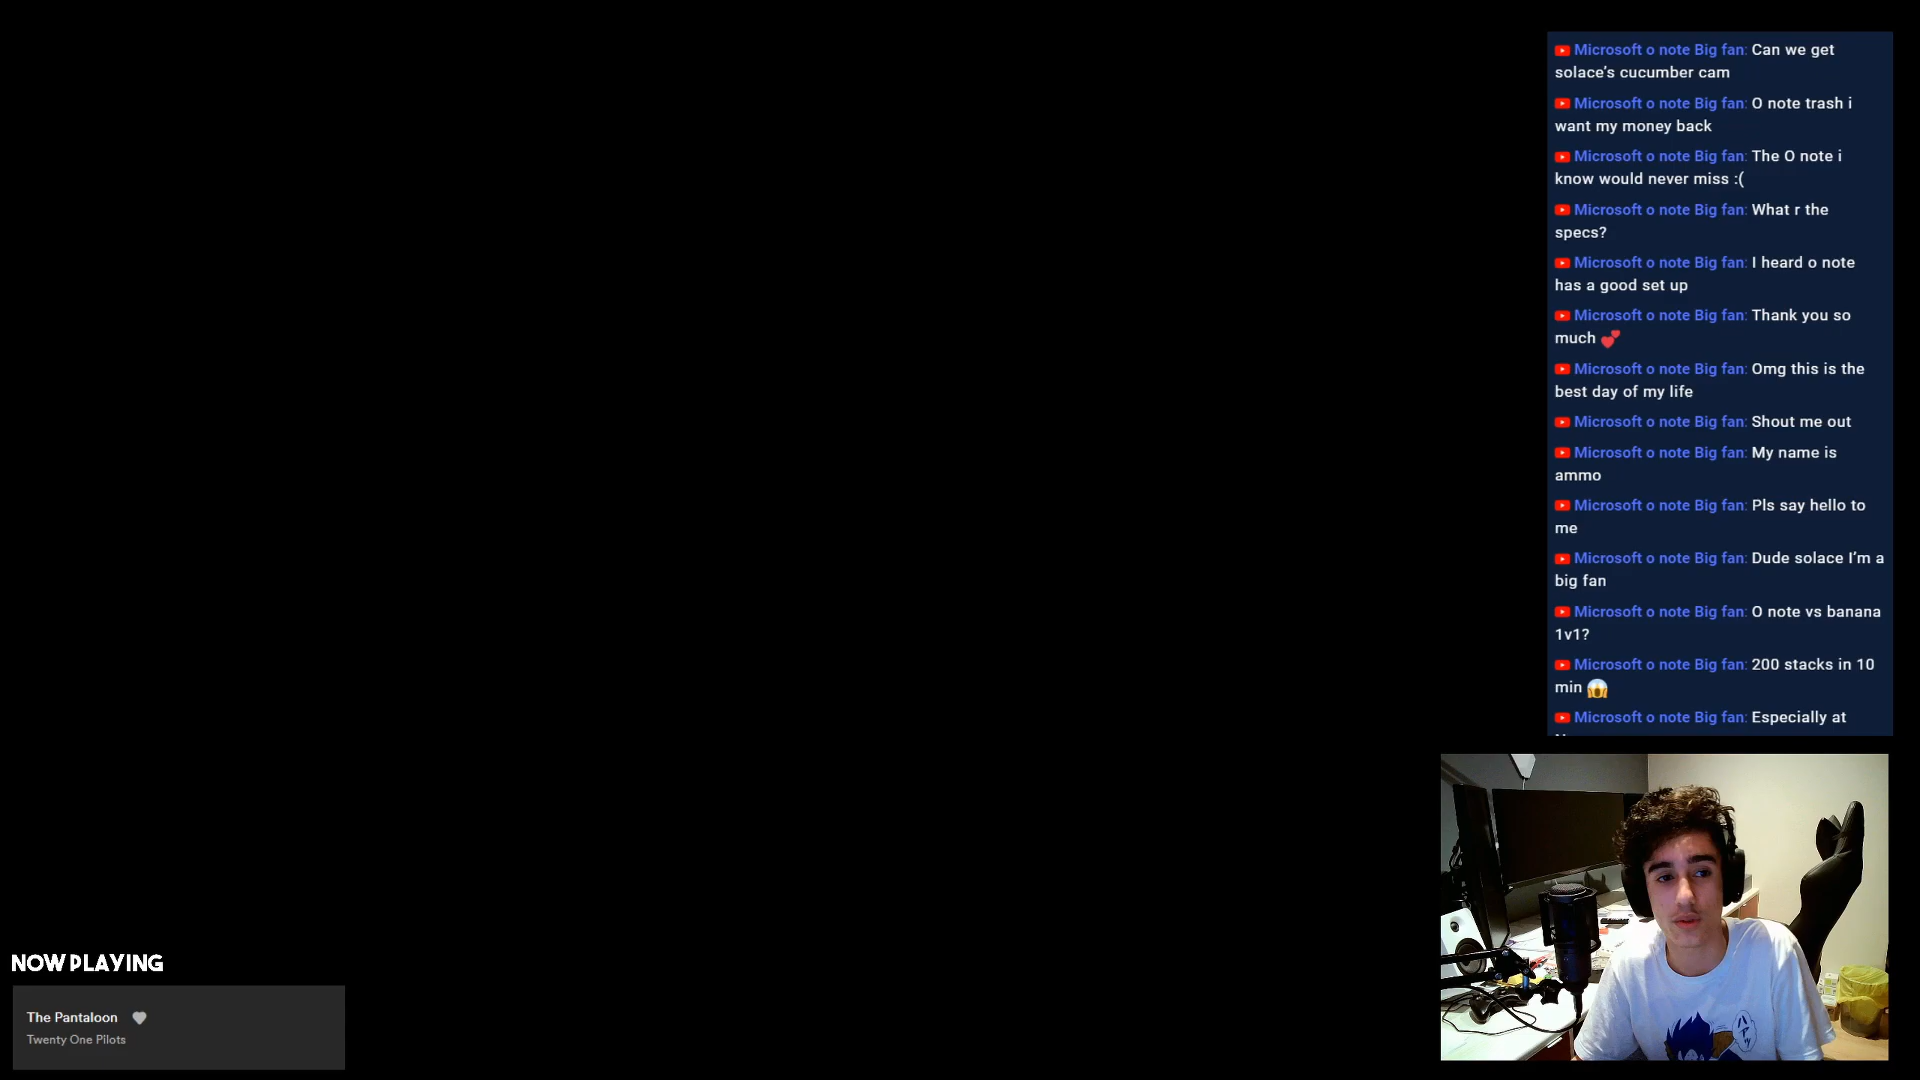 Microsoft o note Big fan: Can we get
solace’s cucumber cam
Microsoft o note Big fan: O note trash i
want my money back
Microsoft o note Big fan: The O note i
know would never miss :(
Microsoft o note Big fan: What r the
specs?
Microsoft o note Big fan: I heard o note
has a good set up
Microsoft o note Big fan: Thank you so
much 💕
Microsoft o note Big fan: Omg this is the
best day of my life
Microsoft o note Big fan: Shout me out
Microsoft o note Big fan: My name is
ammo
Microsoft o note Big fan: Pls say hello to
me
Microsoft o note Big fan: Dude solace I’m a
big fan
Microsoft o note Big fan: O note vs banana
1v1?
Microsoft o note Big fan: 200 stacks in 10
min 😱
Microsoft o note Big fan: Especially at
NOW PLAYING
The Pantaloon
Twenty One Pilots